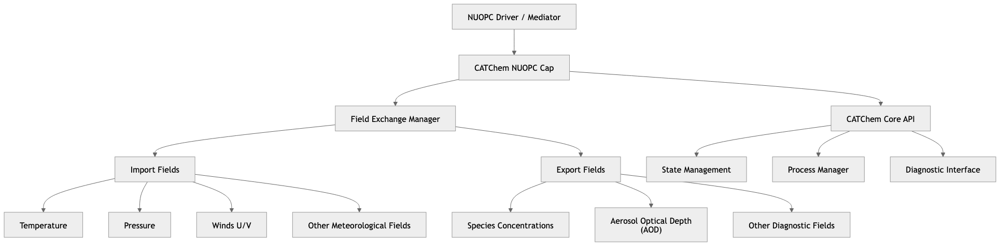 NUOPC Driver / Mediator
CATChem NUOPC Cap
Field Exchange Manager
CATChem Core API
Import Fields
Export Fields
State Management
Process Manager
Diagnostic Interface
Temperature
Pressure
Winds U/V
Other Meteorological Fields
Species Concentrations
Aerosol Optical Depth
(AOD)
Other Diagnostic Fields